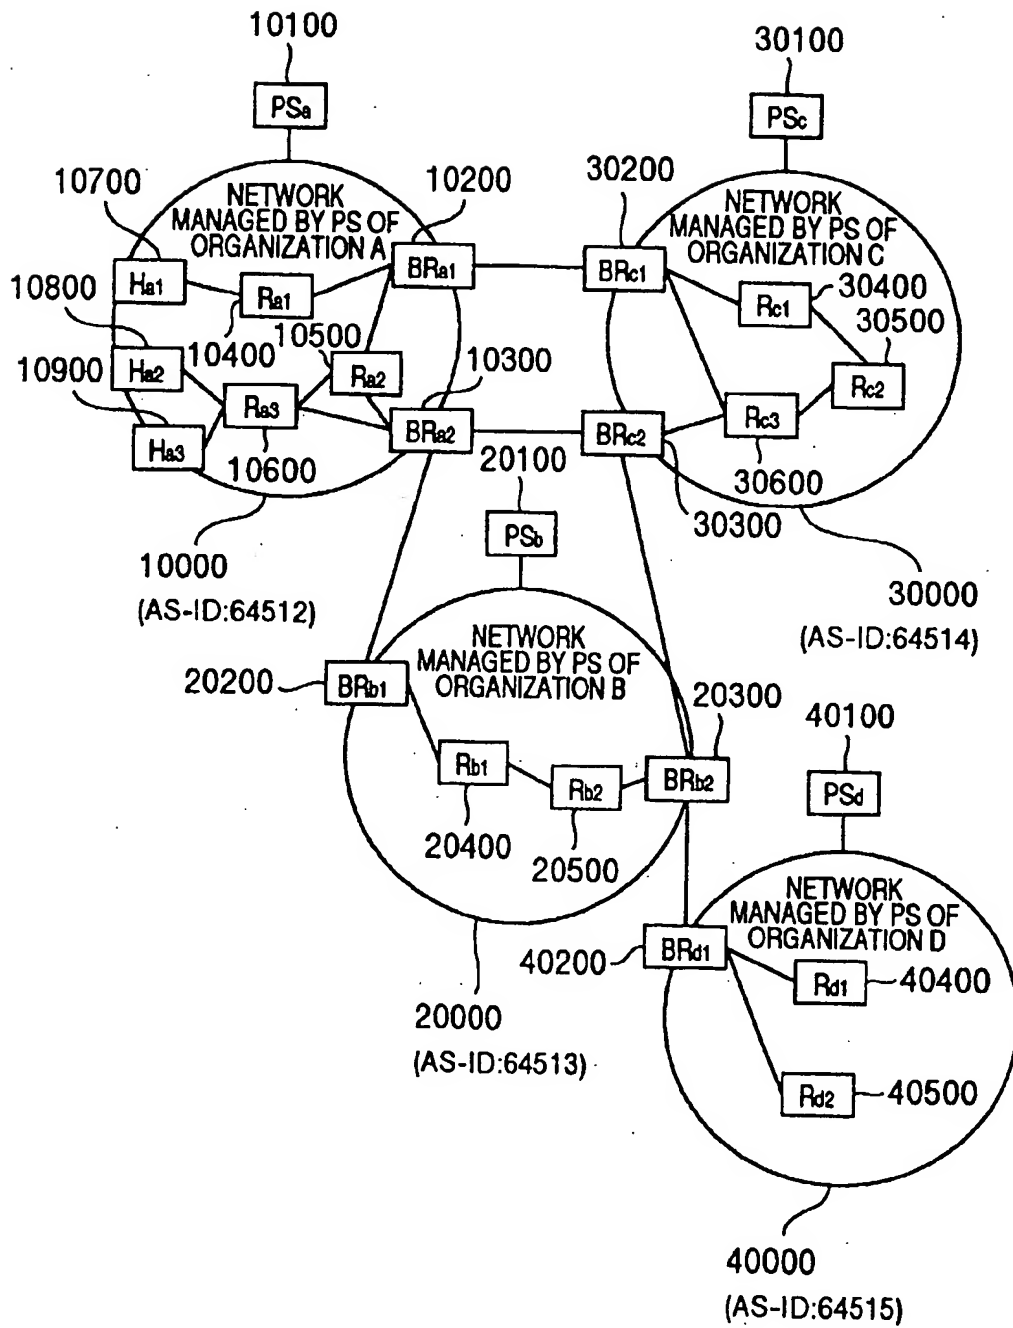 10100
30100
PSa
PSc
10700
10200
30200
NETWORK
MANAGED BY PS OF
ORGANIZATION A
NETWORK
MANAGED BY PS OF
ORGANIZATION C
BRa1
BRc1
Ha1
Ra1
Rc1
30400
10800
10400
10500
10300
30500
Ha2
Ra2
Rc2
10900
Ra3
BRa2
BRc2
Rc3
Ha3
10600
20100
30600
30300
PSb
10000
(AS-ID:64512)
30000
(AS-ID:64514)
NETWORK
MANAGED BY PS OF
ORGANIZATION B
20200
BRb1
20300
40100
Rb1
Rb2
BRb2
PSd
20400
20500
NETWORK
MANAGED BY PS OF
ORGANIZATION D
40200
BRd1
Rd1
40400
20000
(AS-ID:64513)
Rd2
40500
40000
(AS-ID:64515)